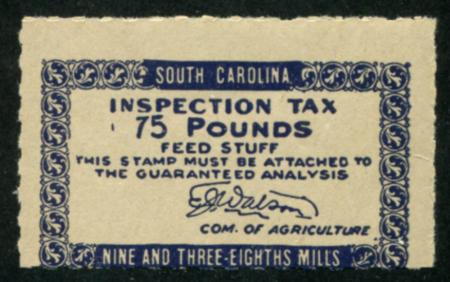 SOUTH CAROLINA
INSPECTION TAX
75 POUNDS
FEED STUFF
THIS STAMP MUST BE ATTACHED TO
THE GUARANTEED ANALYSIS
E J Watson
COM. OF AGRICULTURE
NINE AND THREE-EIGHTHS MILLS